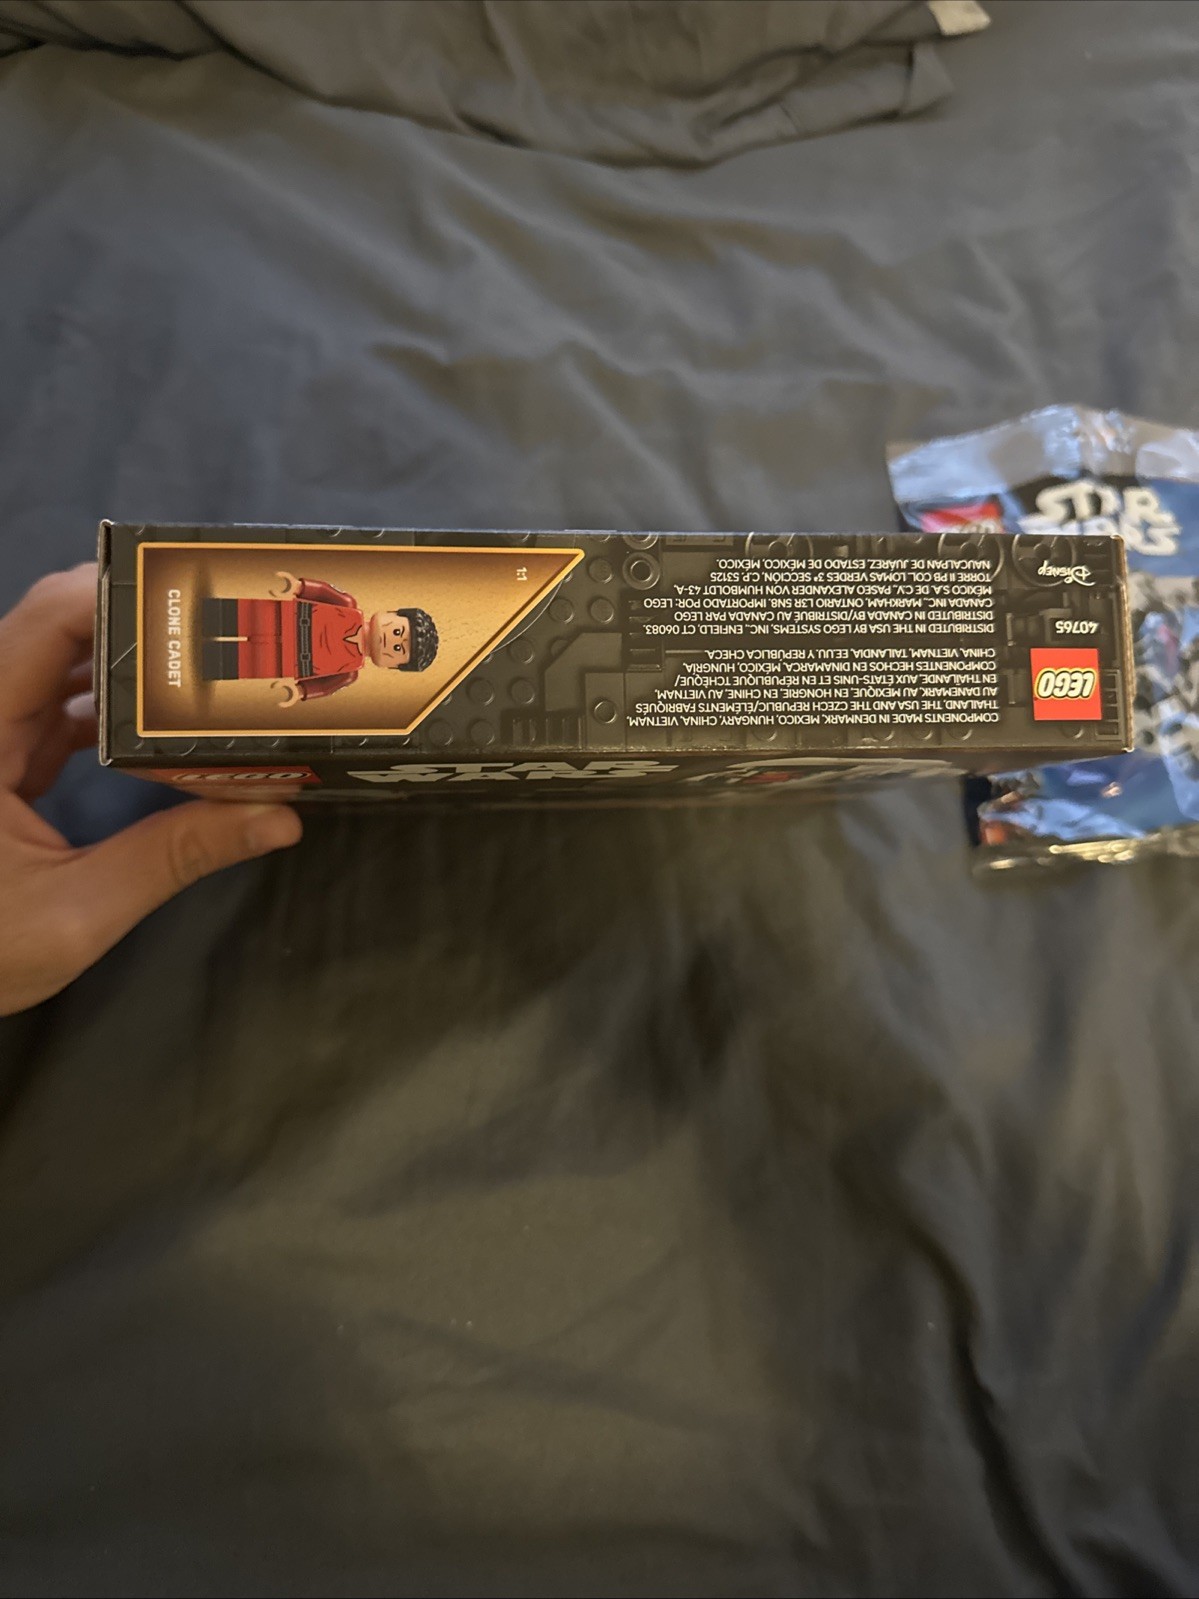 CLONE CADET
1:1
LEGO
40765
Disney
COMPONENTS MADE IN DENMARK, MEXICO, HUNGARY, CHINA, VIETNAM,
THAILAND, THE USA AND THE CZECH REPUBLIC/ÉLÉMENTS FABRIQUÉS
AU DANEMARK, AU MEXIQUE, EN HONGRIE, EN CHINE, AU VIETNAM,
EN THAÏLANDE, AUX ÉTATS-UNIS ET EN RÉPUBLIQUE TCHÈQUE/
COMPONENTES HECHOS EN DINAMARCA, MÉXICO, HUNGRÍA,
CHINA, VIETNAM, TAILANDIA, EE.UU. Y REPÚBLICA CHECA.
DISTRIBUTED IN THE USA BY LEGO SYSTEMS, INC., ENFIELD, CT 06083.
DISTRIBUTED IN CANADA BY/DISTRIBUÉ AU CANADA PAR LEGO
CANADA INC., MARKHAM, ONTARIO L3R 5N8. IMPORTADO POR: LEGO
MÉXICO S.A DE C.V., PASEO ALEXANDER VON HUMBOLDT 43-A-
TORRE II PB COL. LOMAS VERDES 3ª SECCIÓN, C.P. 53125
NAUCALPAN DE JUÁREZ, ESTADO DE MÉXICO, MÉXICO.
LEGO
STAR
WARS
STAR
WARS